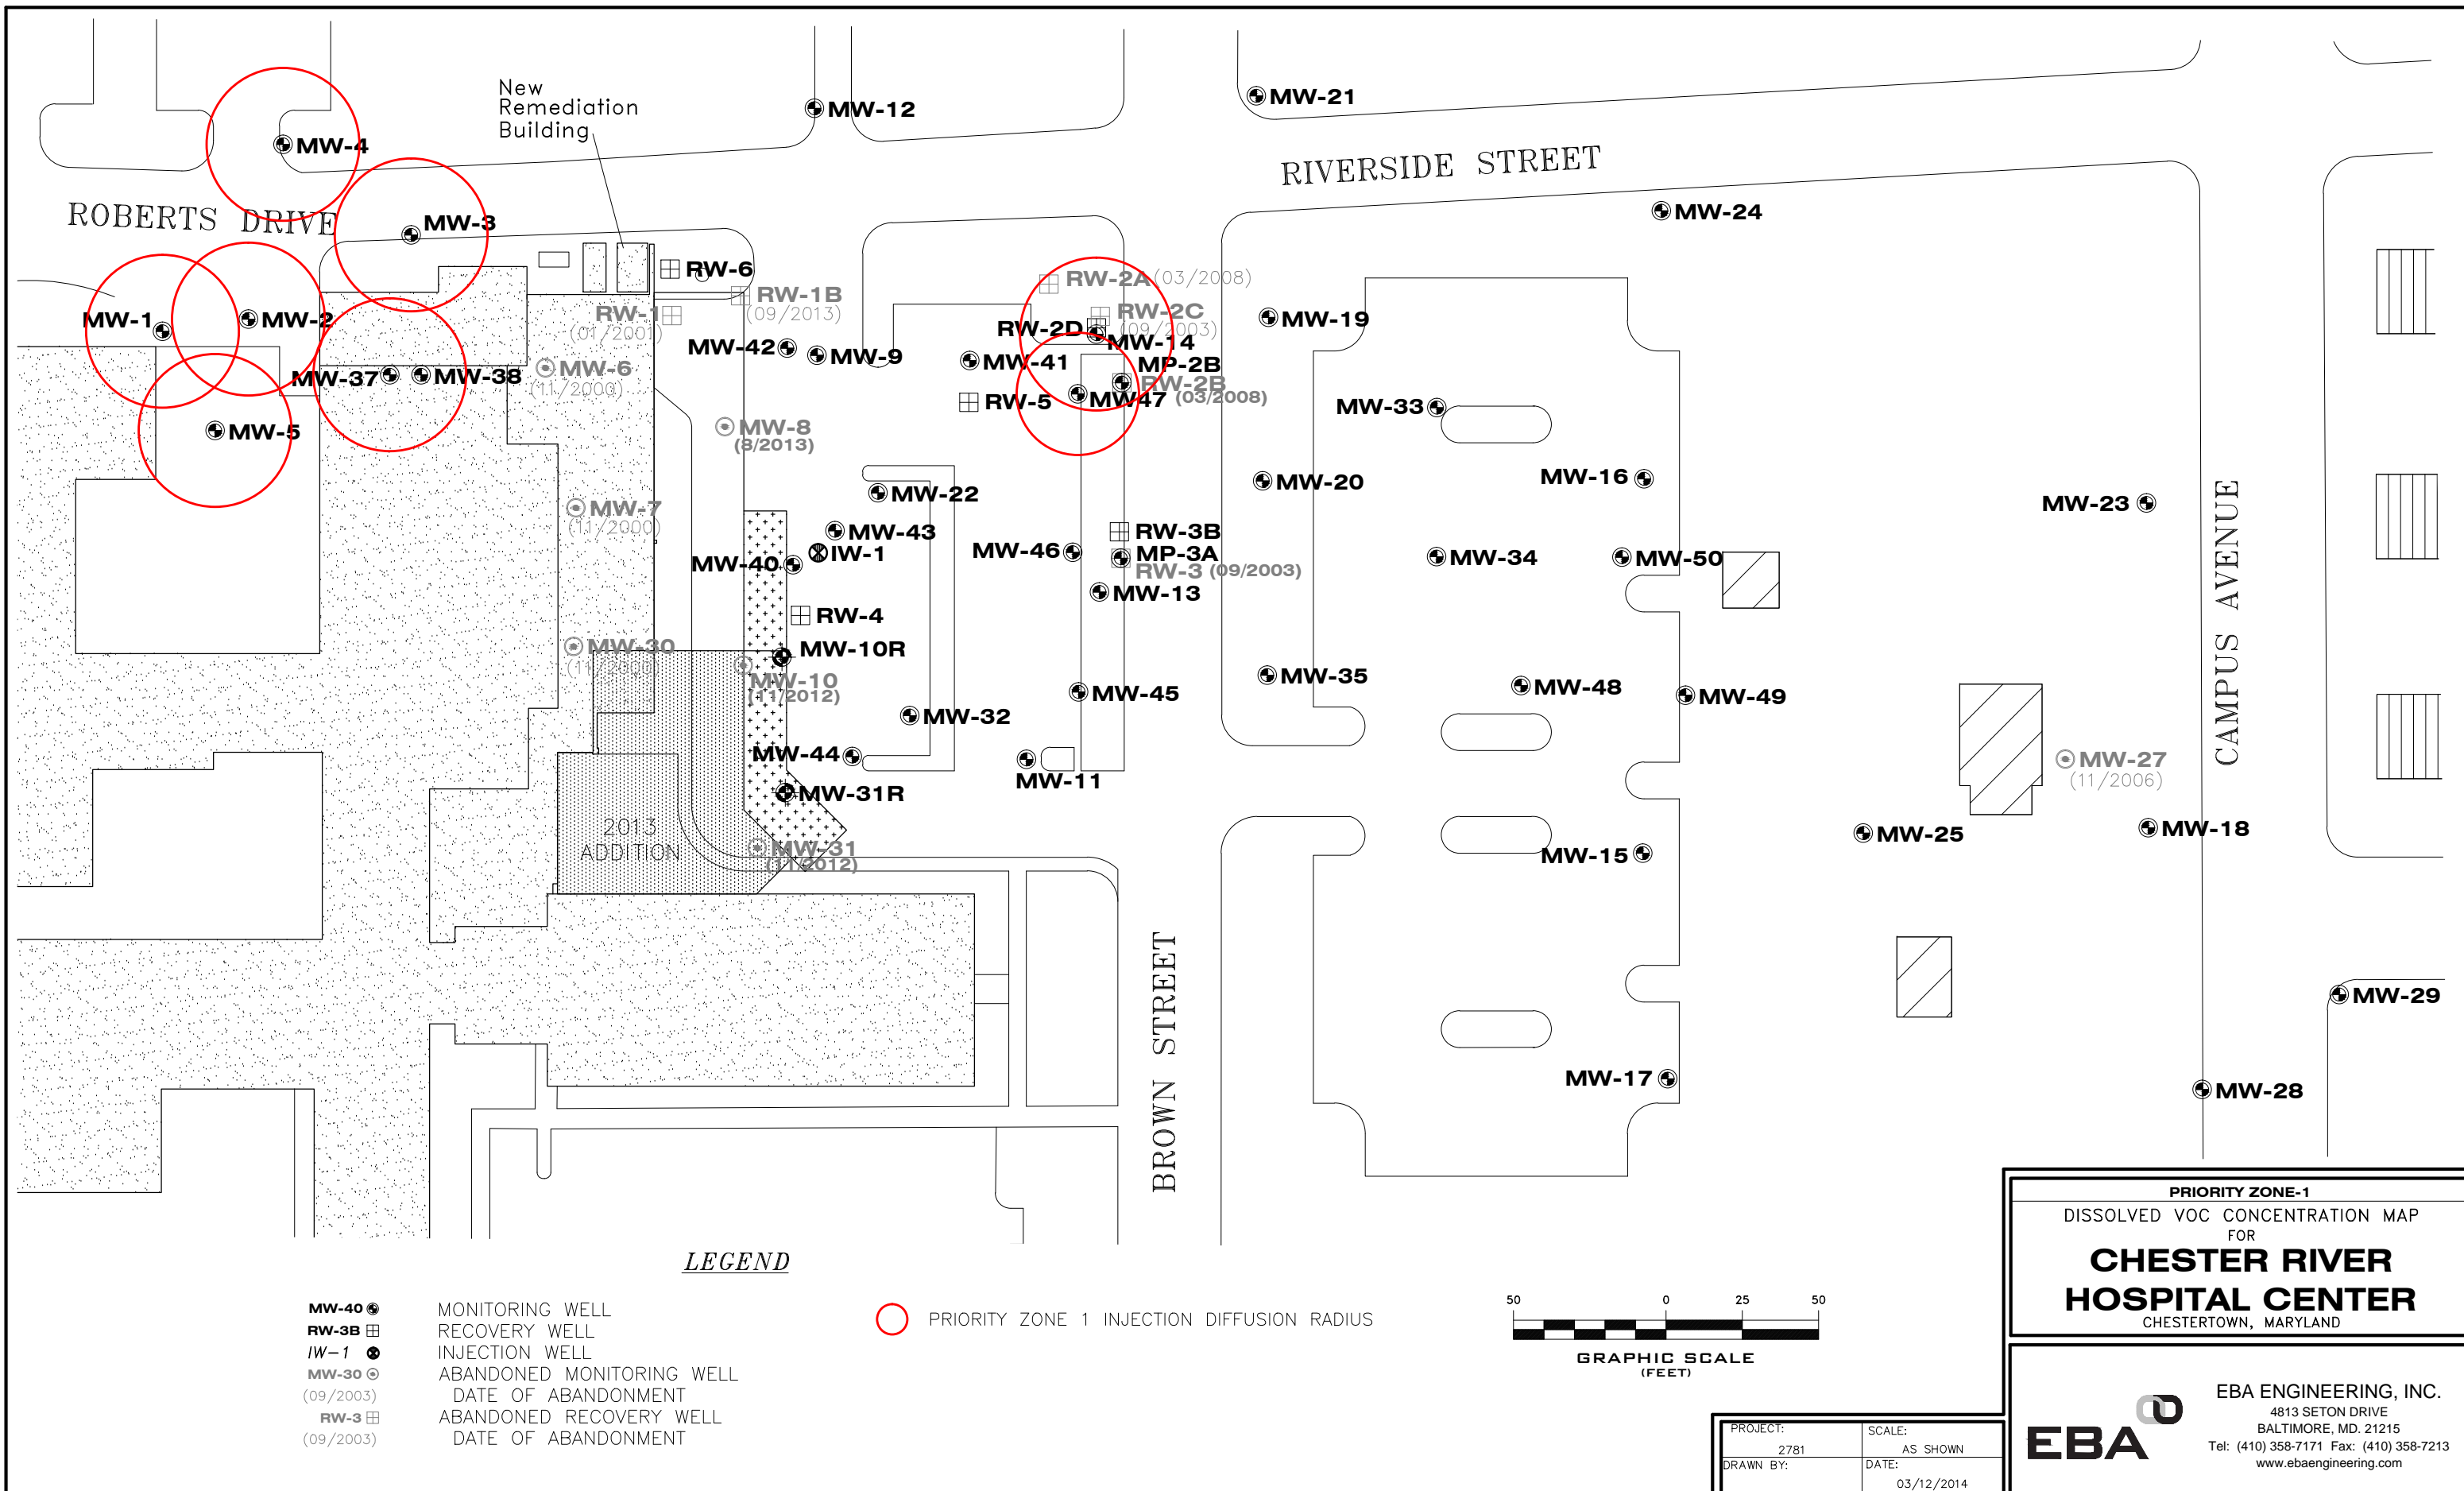 New
Remediation
Building
MW-12
MW-21
MW-4
RIVERSIDE STREET
ROBERTS DRIVE
MW-3
MW-24
RW-6
RW-2A (03/2008)
RW-1B
(09/2013)
RW-1
(01/2001)
RW-2C
(09/2003)
RW-2D
MW-14
MW-19
MW-1
MW-2
MW-42
MW-9
MW-41
MP-2B
RW-2B
(03/2008)
MW-6
(11/2000)
MW-37
MW-38
RW-5
MW47
MW-33
MW-5
MW-8
(8/2013)
MW-22
MW-20
MW-16
MW-23
MW-7
(11/2000)
MW-43
RW-3B
IW-1
MW-40
MW-46
MP-3A
RW-3 (09/2003)
MW-34
MW-50
MW-13
RW-4
CAMPUS AVENUE
MW-30
(11/2000)
MW-10R
MW-10
(11/2012)
MW-35
MW-45
MW-48
MW-49
MW-32
MW-44
MW-11
MW-27
(11/2006)
MW-31R
2013
ADDITION
MW-31
(11/2012)
MW-15
MW-25
MW-18
BROWN STREET
MW-29
MW-17
MW-28
LEGEND
MW-40 MONITORING WELL
RW-3B RECOVERY WELL
IW-1 INJECTION WELL
MW-30 ABANDONED MONITORING WELL
(09/2003) DATE OF ABANDONMENT
RW-3 ABANDONED RECOVERY WELL
(09/2003) DATE OF ABANDONMENT
PRIORITY ZONE 1 INJECTION DIFFUSION RADIUS
50 0 25 50
GRAPHIC SCALE
(FEET)
PRIORITY ZONE-1
DISSOLVED VOC CONCENTRATION MAP
FOR
CHESTER RIVER
HOSPITAL CENTER
CHESTERTOWN, MARYLAND
EBA
EBA ENGINEERING, INC.
4813 SETON DRIVE
BALTIMORE, MD. 21215
Tel: (410) 358-7171 Fax: (410) 358-7213
www.ebaengineering.com
PROJECT:
2781
SCALE:
AS SHOWN
DRAWN BY:
DATE:
03/12/2014